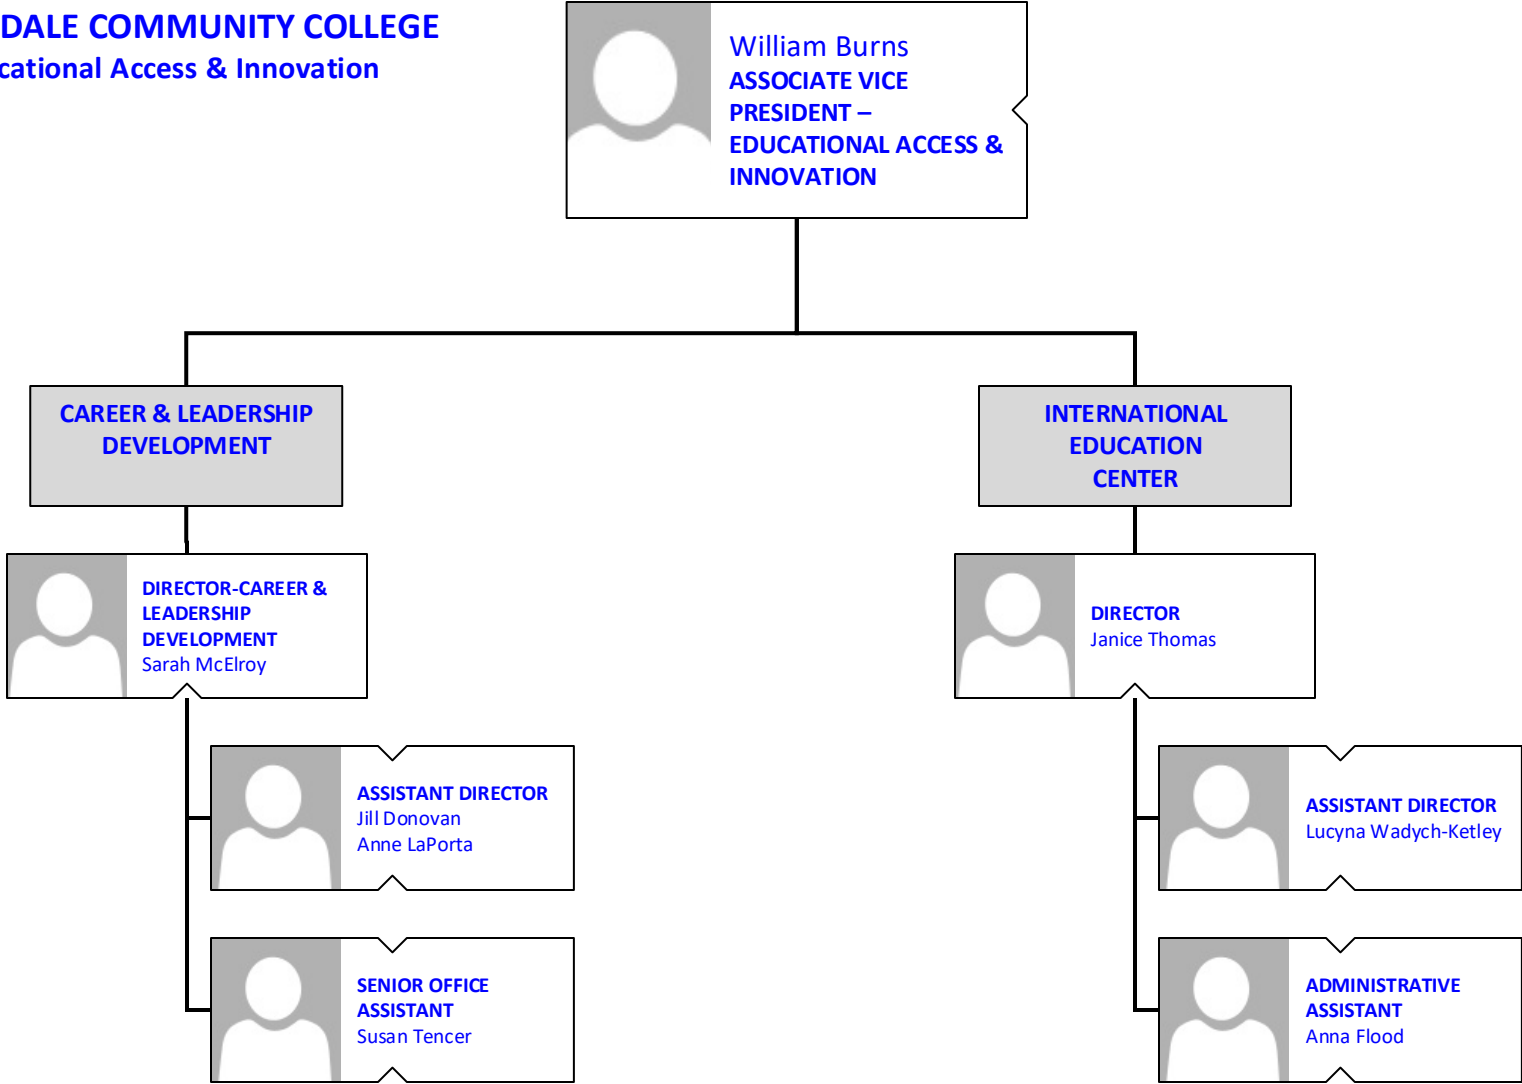 DALE COMMUNITY COLLEGE
cational Access & Innovation
William Burns
ASSOCIATE VICE
PRESIDENT –
EDUCATIONAL ACCESS &
INNOVATION
CAREER & LEADERSHIP
DEVELOPMENT
INTERNATIONAL
EDUCATION
CENTER
DIRECTOR-CAREER &
LEADERSHIP
DEVELOPMENT
Sarah McElroy
DIRECTOR
Janice Thomas
ASSISTANT DIRECTOR
Jill Donovan
Anne LaPorta
ASSISTANT DIRECTOR
Lucyna Wadych-Ketley
SENIOR OFFICE
ASSISTANT
Susan Tencer
ADMINISTRATIVE
ASSISTANT
Anna Flood